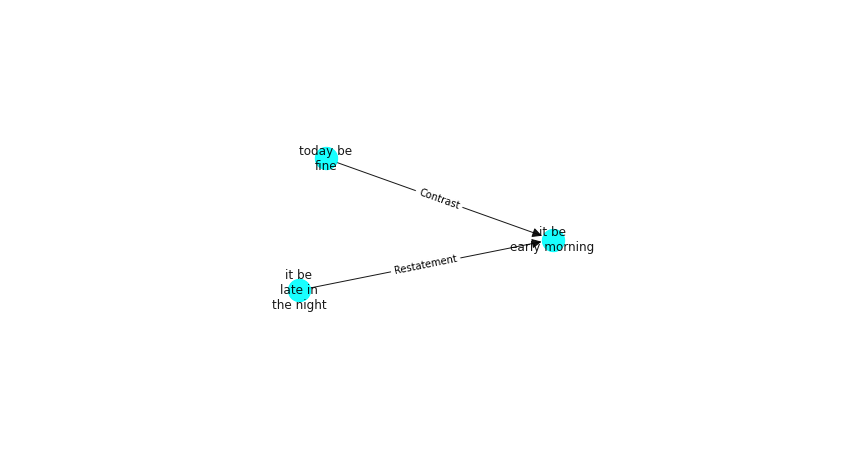 today be
fine
Contrast
it be
early morning
Restatement
it be
late in
the night